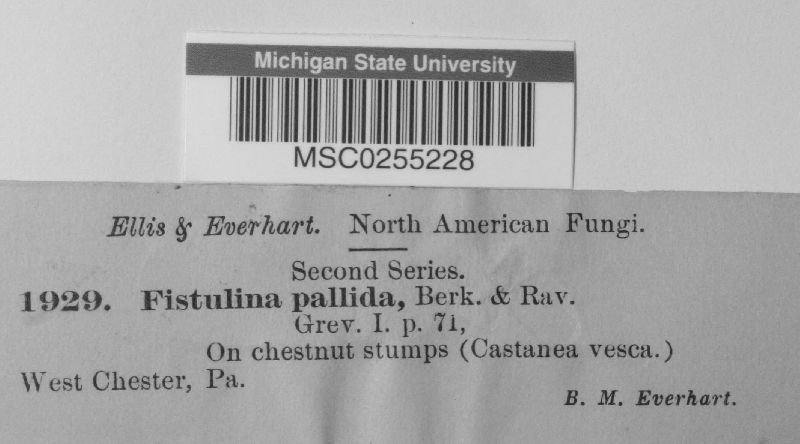 Michigan State University
MSC0255228
Ellis & Everhart. North American Fungi.
Second Series.
1929. Fistulina pallida, Berk. & Rav.
Grev. I. p. 71,
On chestnut stumps (Castanea vesca.)
West Chester, Pa.
B. M. Everhart.